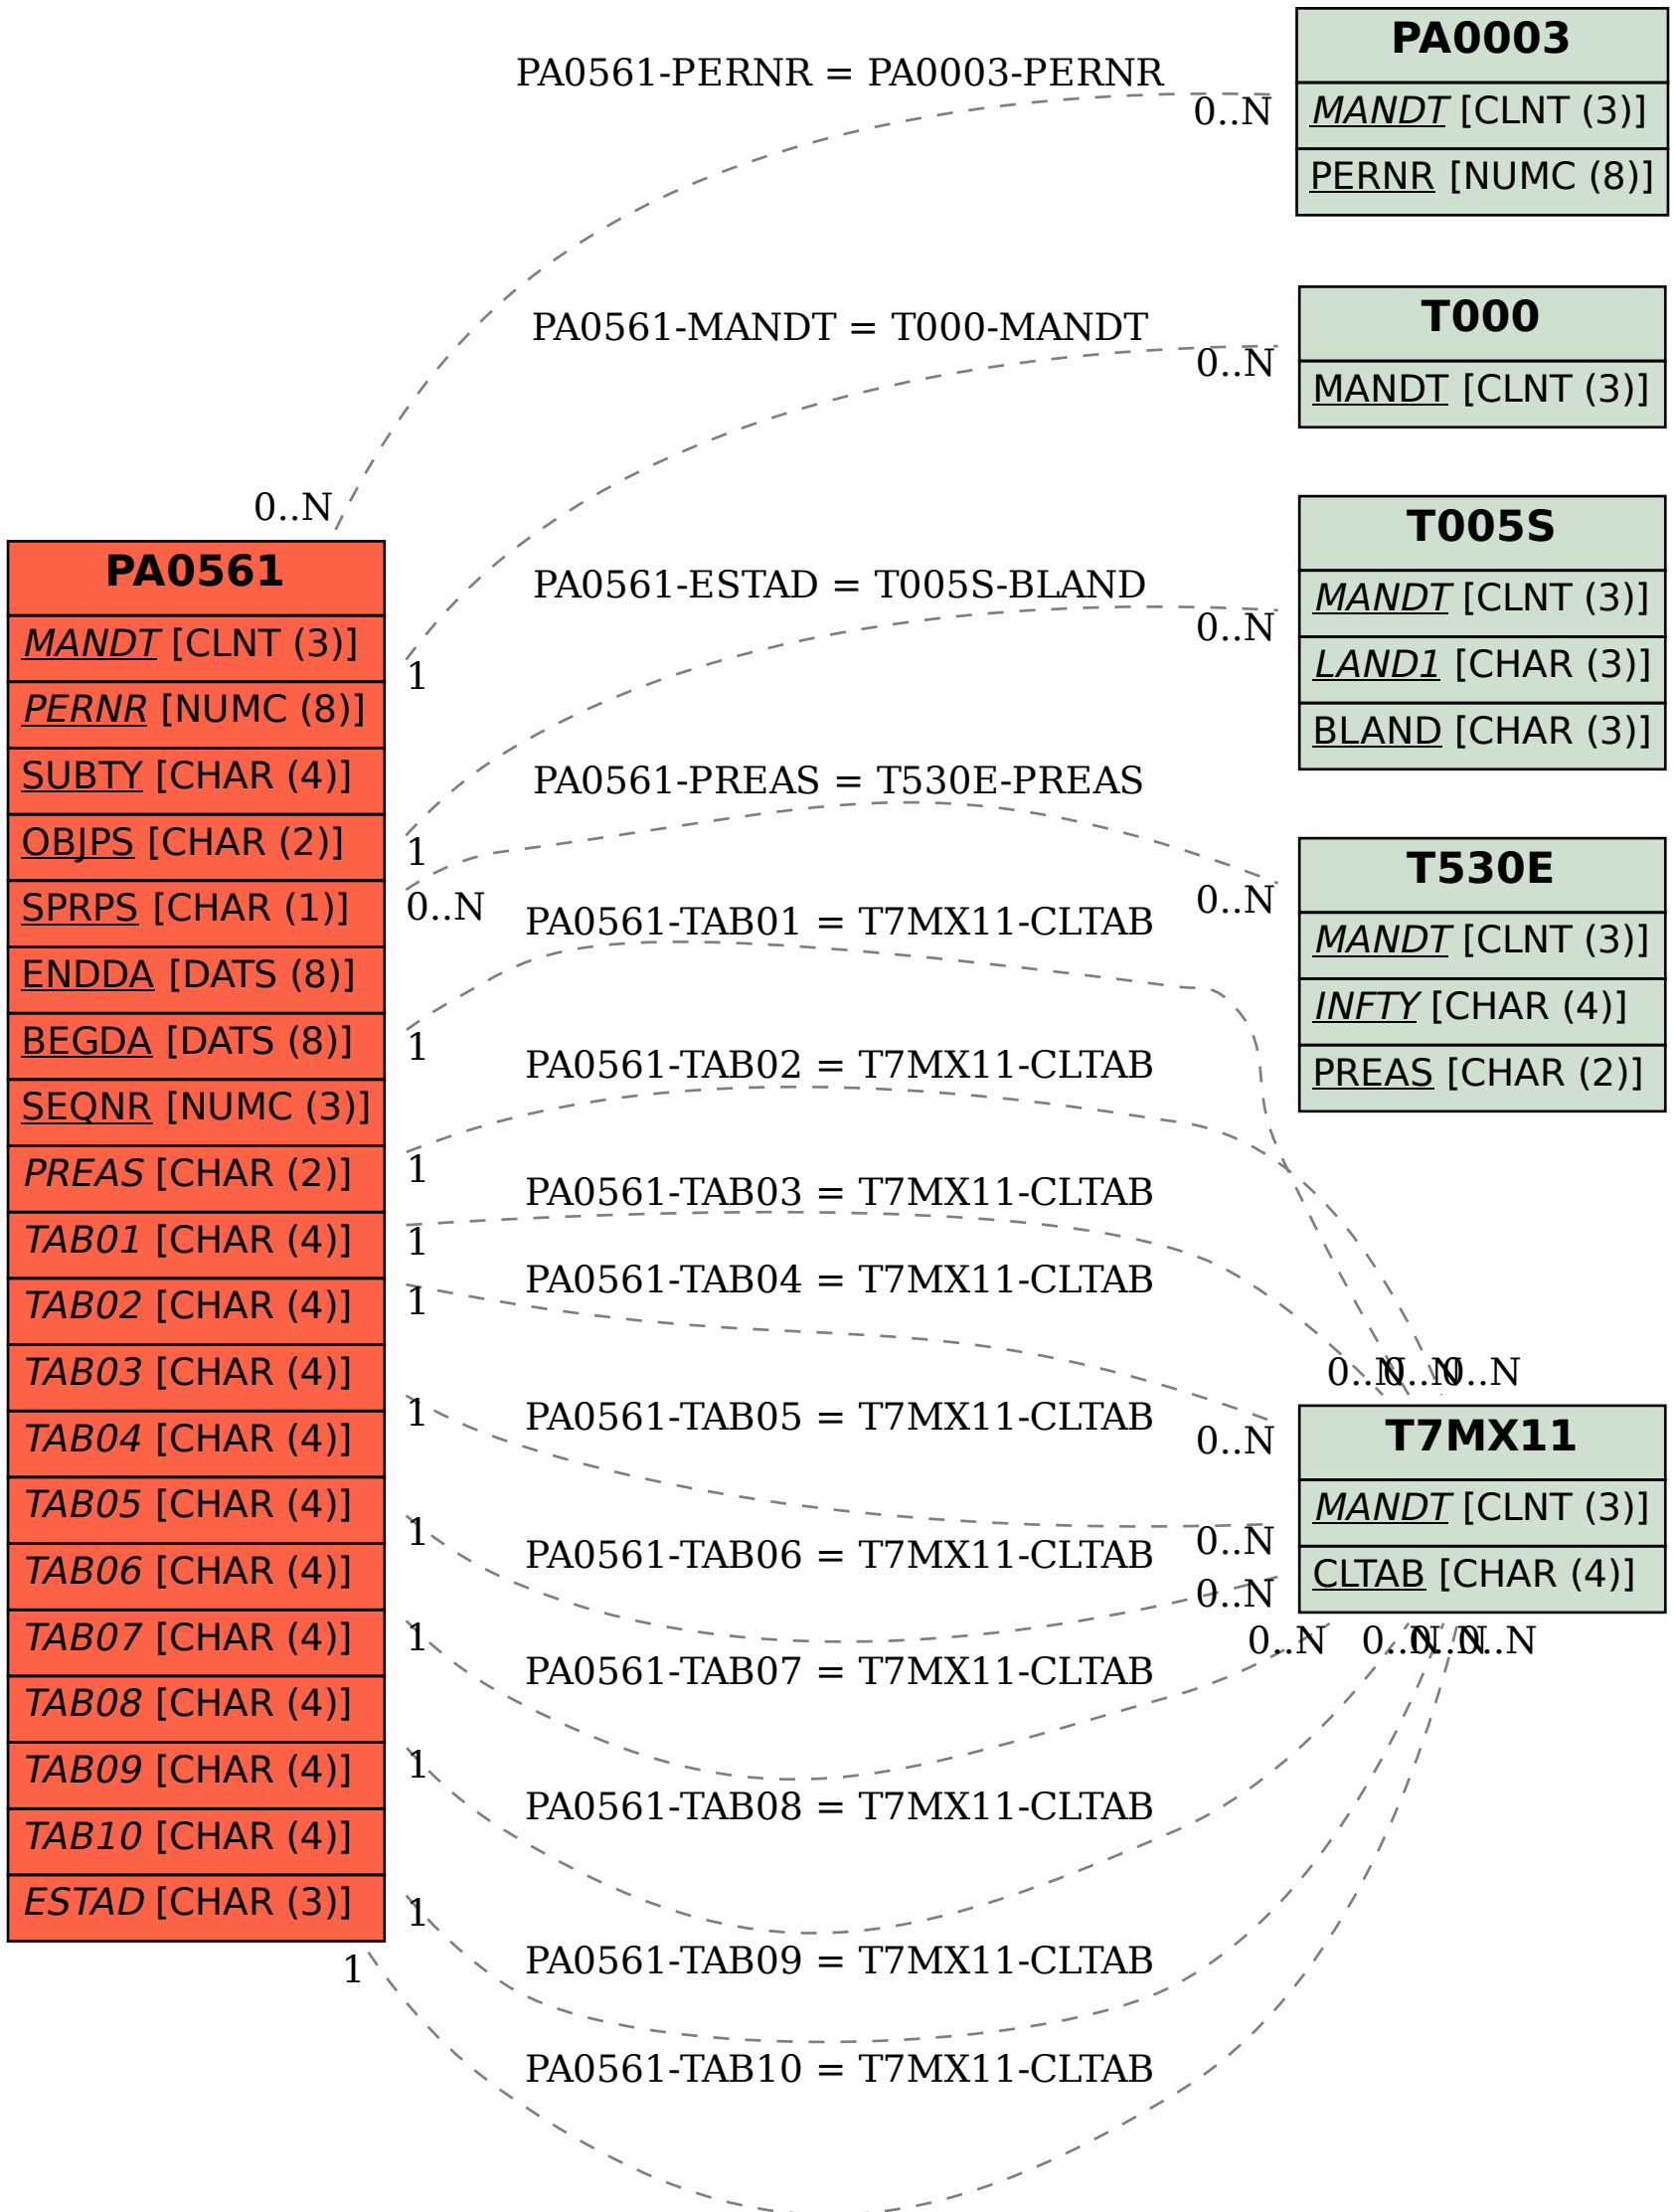 PA0003
MANDT [CLNT (3)]
PERNR [NUMC (8)]
PA0561-PERNR = PA0003-PERNR
0..N
0..N
T000
MANDT [CLNT (3)]
PA0561-MANDT = T000-MANDT
0..N
1
T005S
MANDT [CLNT (3)]
LAND1 [CHAR (3)]
BLAND [CHAR (3)]
PA0561-ESTAD = T005S-BLAND
0..N
1
T530E
MANDT [CLNT (3)]
INFTY [CHAR (4)]
PREAS [CHAR (2)]
PA0561-PREAS = T530E-PREAS
0..N
0..N
PA0561
MANDT [CLNT (3)]
PERNR [NUMC (8)]
SUBTY [CHAR (4)]
OBJPS [CHAR (2)]
SPRPS [CHAR (1)]
ENDDA [DATS (8)]
BEGDA [DATS (8)]
SEQNR [NUMC (3)]
PREAS [CHAR (2)]
TAB01 [CHAR (4)]
TAB02 [CHAR (4)]
TAB03 [CHAR (4)]
TAB04 [CHAR (4)]
TAB05 [CHAR (4)]
TAB06 [CHAR (4)]
TAB07 [CHAR (4)]
TAB08 [CHAR (4)]
TAB09 [CHAR (4)]
TAB10 [CHAR (4)]
ESTAD [CHAR (3)]
PA0561-TAB01 = T7MX11-CLTAB
1
PA0561-TAB02 = T7MX11-CLTAB
1
PA0561-TAB03 = T7MX11-CLTAB
1
PA0561-TAB04 = T7MX11-CLTAB
1
0..N
0..N
0..N
0..N
PA0561-TAB05 = T7MX11-CLTAB
1
0..N
PA0561-TAB06 = T7MX11-CLTAB
1
0..N
T7MX11
MANDT [CLNT (3)]
CLTAB [CHAR (4)]
0..N
0..N
0..N
0..N
PA0561-TAB07 = T7MX11-CLTAB
1
PA0561-TAB08 = T7MX11-CLTAB
1
PA0561-TAB09 = T7MX11-CLTAB
1
PA0561-TAB10 = T7MX11-CLTAB
1